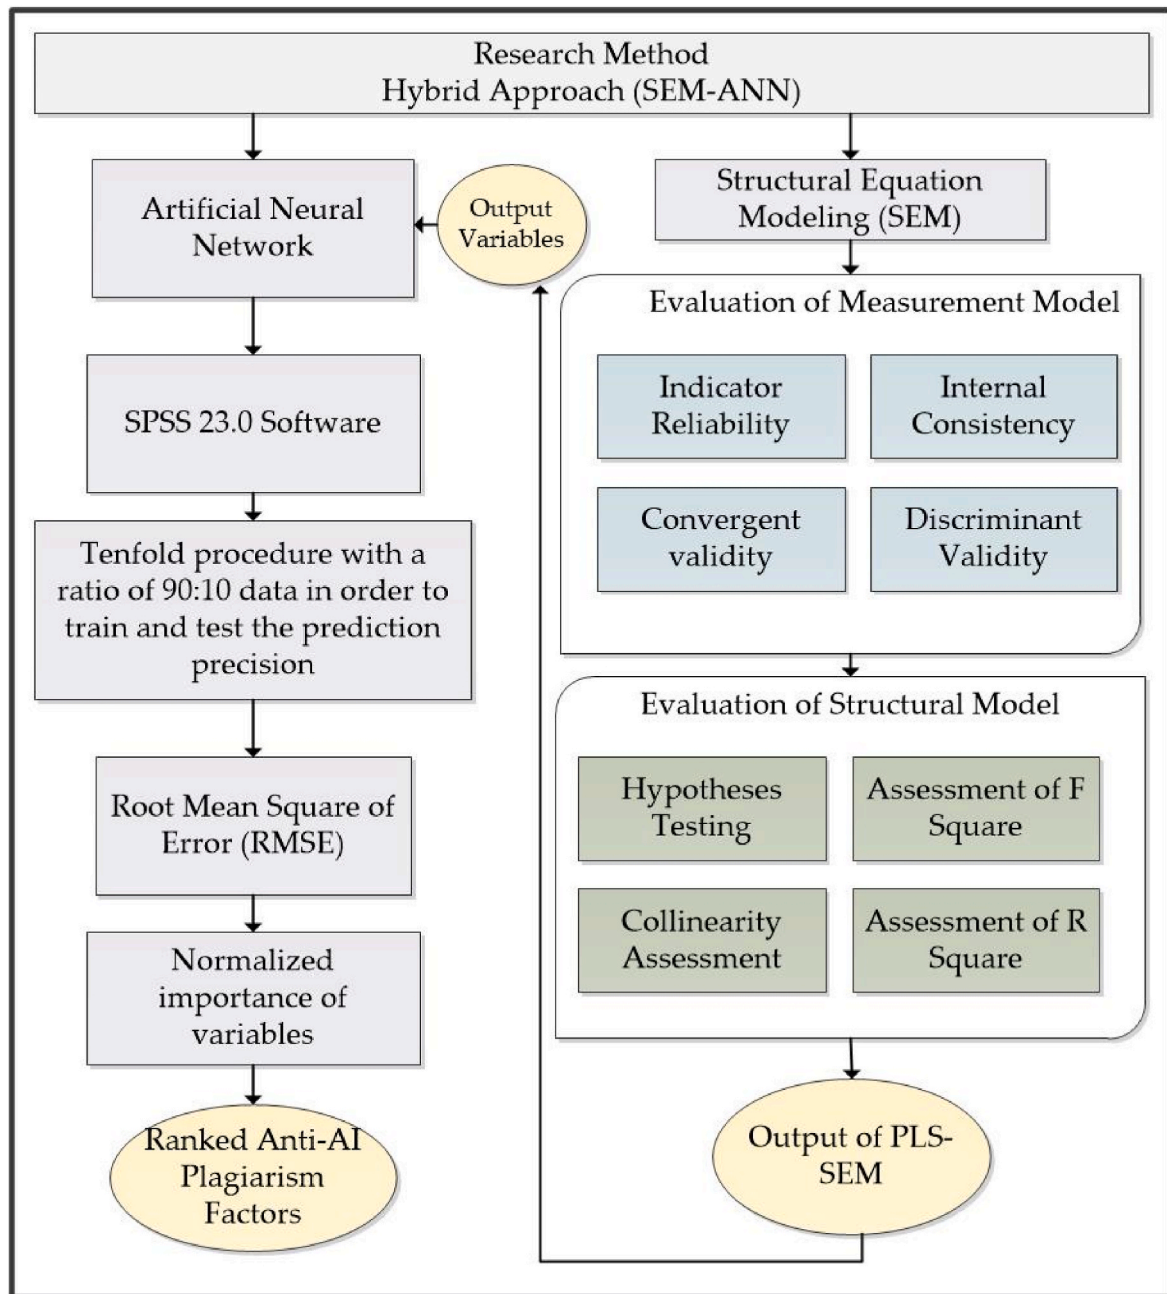 Research Method
Hybrid Approach (SEM-ANN)
Artificial Neural
Network
Output
Variables
Structural Equation
Modeling (SEM)
SPSS 23.0 Software
Tenfold procedure with a
ratio of 90:10 data in order to
train and test the prediction
precision
Root Mean Square of
Error (RMSE)
Normalized
importance of
variables
Ranked Anti-AI
Plagiarism
Factors
Evaluation of Measurement Model
Indicator
Reliability
Internal
Consistency
Convergent
validity
Discriminant
Validity
Evaluation of Structural Model
Hypotheses
Testing
Assessment of F
Square
Collinearity
Assessment
Assessment of R
Square
Output of PLS-
SEM